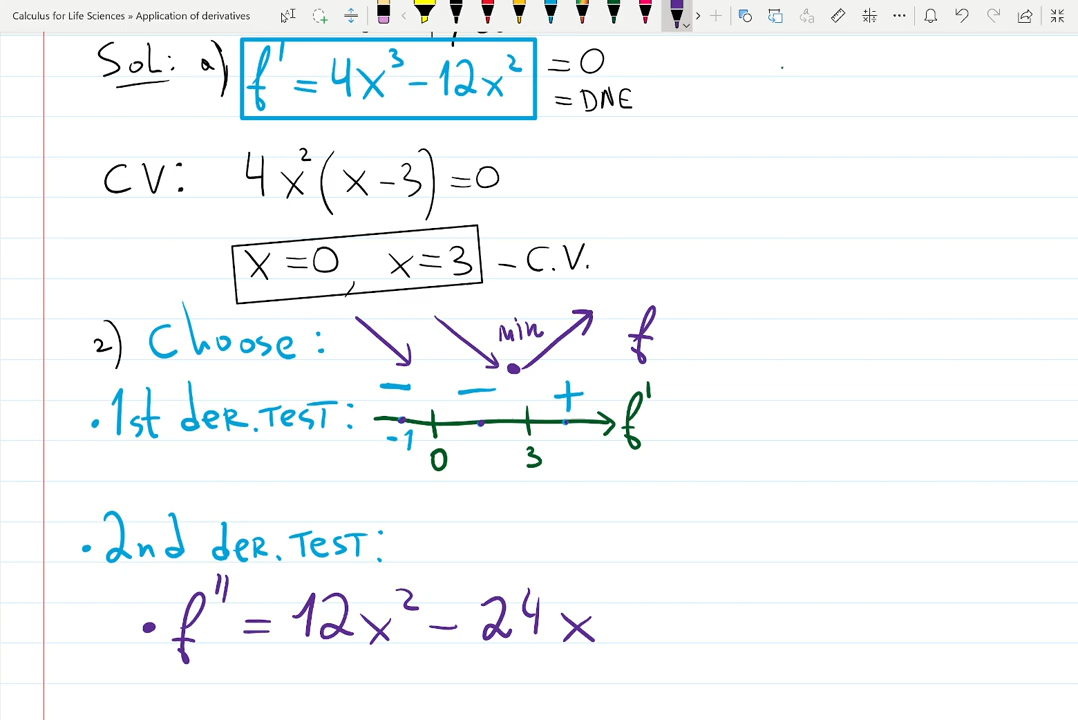 Calculus for Life Sciences » Application of derivatives
Sol: a) f' = 4x³ - 12x² = 0
= DNE
CV: 4x²(x - 3) = 0
x = 0, x = 3 - C.V.
2) Choose: min f
• 1st der. TEST: - - + f'
-1 0 3
• 2nd der. TEST:
• f'' = 12x² - 24x